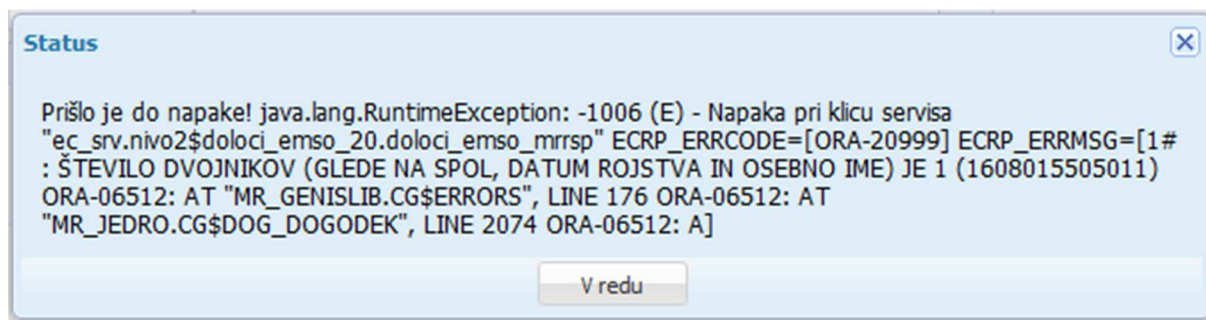 Status
Prišlo je do napake! java.lang.RuntimeException: -1006 (E) - Napaka pri klicu servisa
"ec_srv.nivo2$doloci_emso_20.doloci_emso_mrrsp" ECRP_ERRCODE=[ORA-20999] ECRP_ERRMSG=[1#
: ŠTEVILO DVOJNIKOV (GLEDE NA SPOL, DATUM ROJSTVA IN OSEBNO IME) JE 1 (1608015505011)
ORA-06512: AT "MR_GENISLIB.CG$ERRORS", LINE 176 ORA-06512: AT
"MR_JEDRO.CG$DOG_DOGODEK", LINE 2074 ORA-06512: A]
V redu